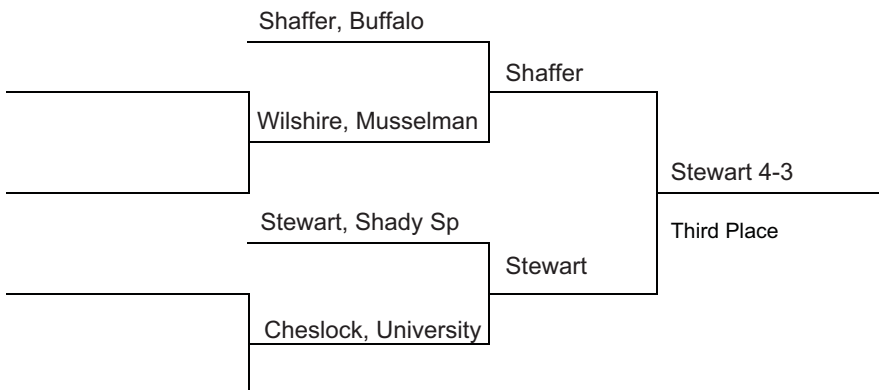 Shaffer, Buffalo
Shaffer
Wilshire, Musselman
Stewart 4-3
Stewart, Shady Sp
Third Place
Stewart
Cheslock, University